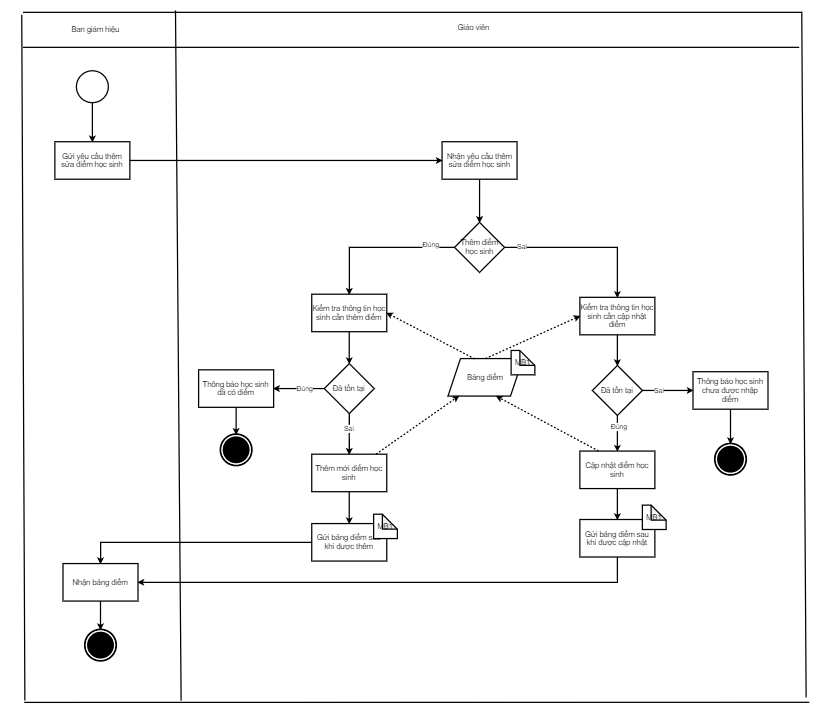 Ban giám hiệu
Giáo viên
Gửi yêu cầu thêm
sửa điểm học sinh
Nhận yêu cầu thêm
sửa điểm học sinh
Thêm điểm
học sinh
Đúng
Sai
Kiểm tra thông tin học
sinh cần thêm điểm
Kiểm tra thông tin học
sinh cần cập nhật
điểm
Bảng điểm
MB1
Thông báo học sinh
đã có điểm
Đúng
Đã tồn tại
Sai
Đã tồn tại
Sai
Đúng
Thông báo học sinh
chưa được nhập
điểm
Thêm mới điểm học
sinh
Cập nhật điểm học
sinh
Gửi bảng điểm sau
khi được thêm
MB1
Gửi bảng điểm sau
khi được cập nhật
MB1
Nhận bảng điểm